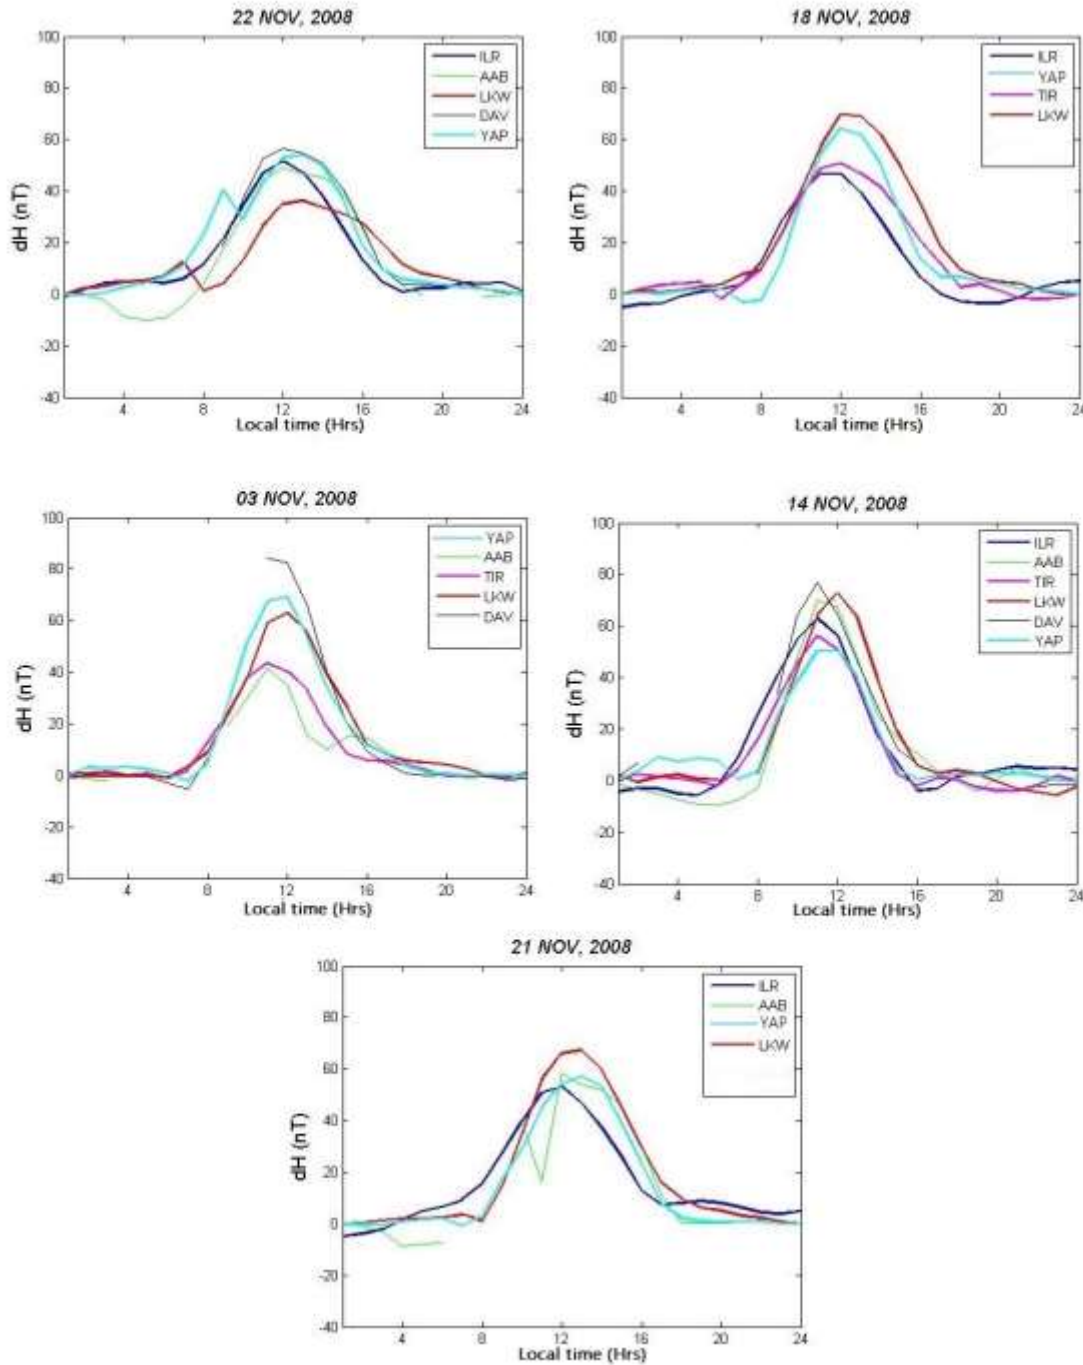 22 NOV, 2008
100
80
60
40
20
0
-20
-40
dH (nT)
4
8
12
16
20
24
Local time (Hrs)
ILR
AAB
LKW
DAV
YAP
18 NOV, 2008
100
80
60
40
20
0
-20
-40
dH (nT)
4
8
12
16
20
24
Local time (Hrs)
ILR
YAP
TIR
LKW
03 NOV, 2008
100
80
60
40
20
0
-20
-40
dH (nT)
4
8
12
16
20
24
Local time (Hrs)
YAP
AAB
TIR
LKW
DAV
14 NOV, 2008
100
80
60
40
20
0
-20
-40
dH (nT)
4
8
12
16
20
24
Local time (Hrs)
ILR
AAB
TIR
LKW
DAV
YAP
21 NOV, 2008
100
80
60
40
20
0
-20
-40
dH (nT)
4
8
12
16
20
24
Local time (Hrs)
ILR
AAB
YAP
LKW